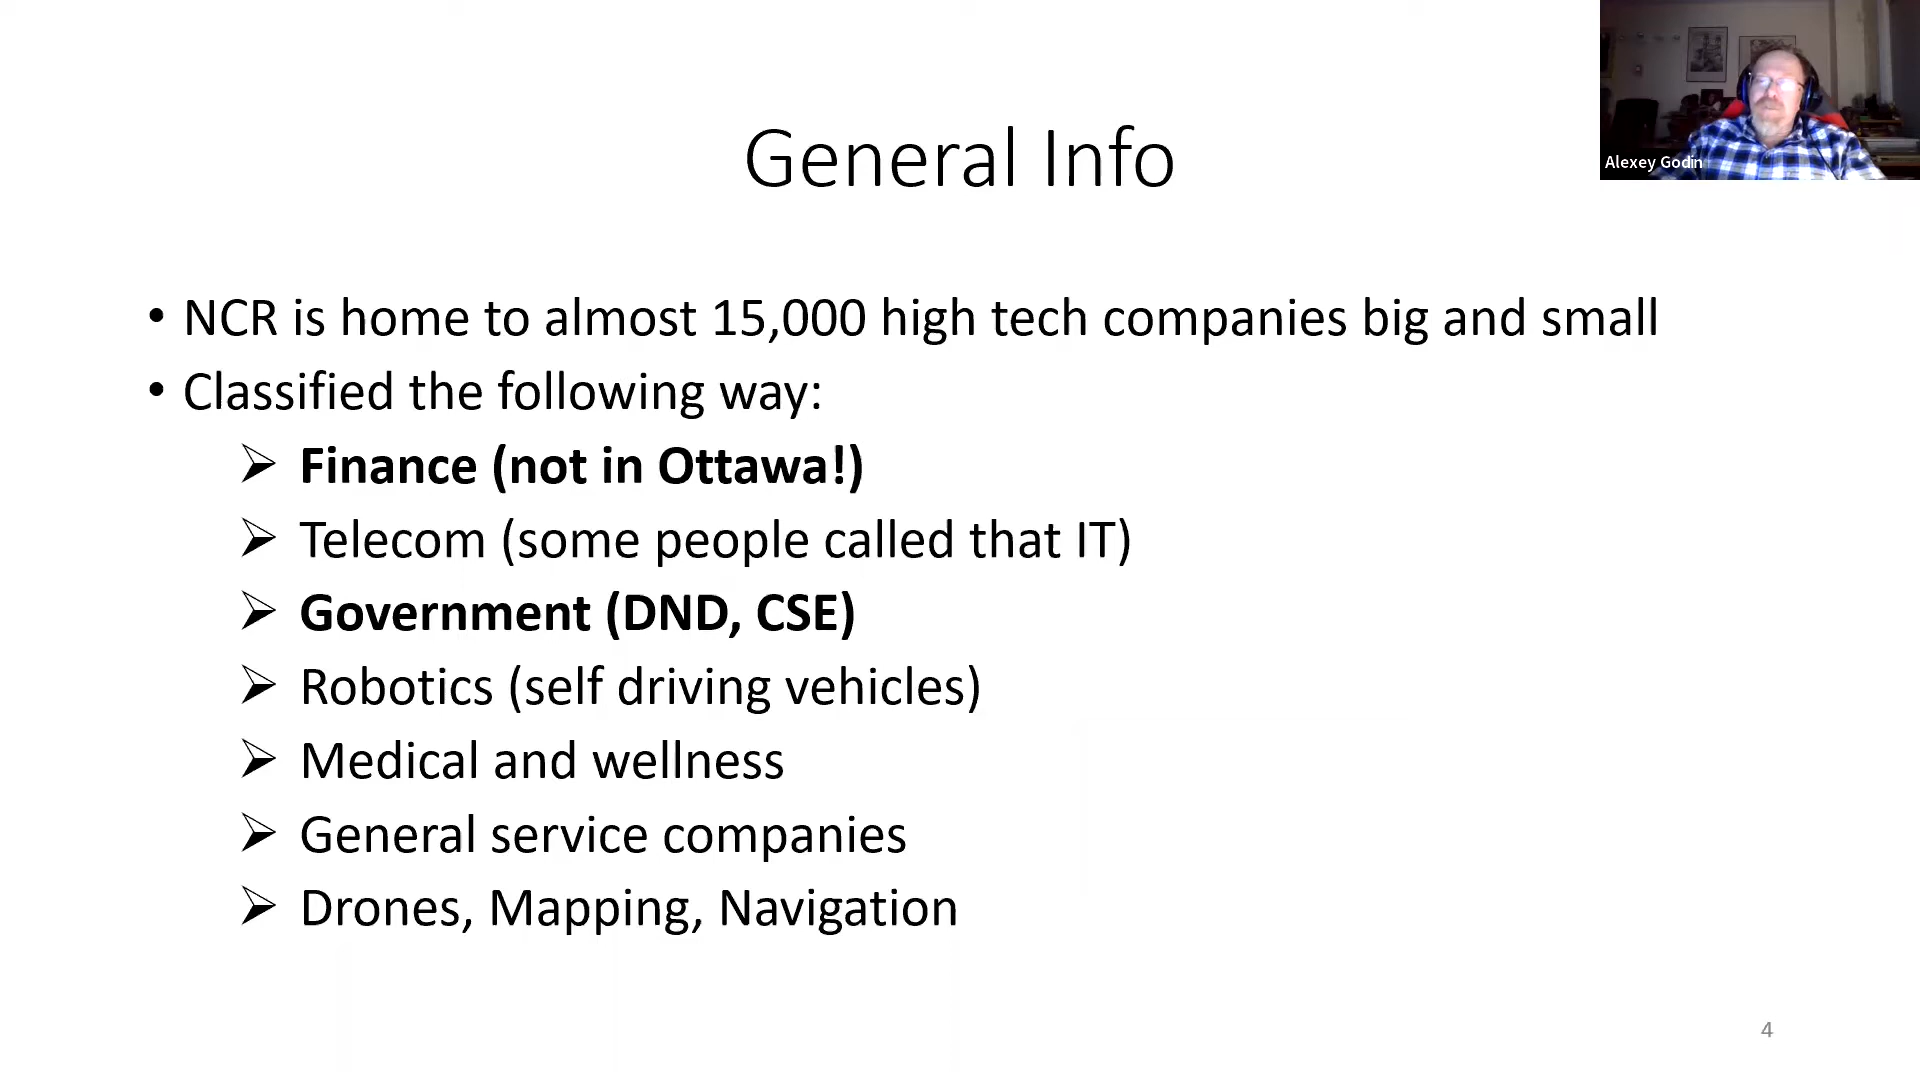 Alexey Godin
General Info
• NCR is home to almost 15,000 high tech companies big and small
• Classified the following way:
➢ Finance (not in Ottawa!)
➢ Telecom (some people called that IT)
➢ Government (DND, CSE)
➢ Robotics (self driving vehicles)
➢ Medical and wellness
➢ General service companies
➢ Drones, Mapping, Navigation
4